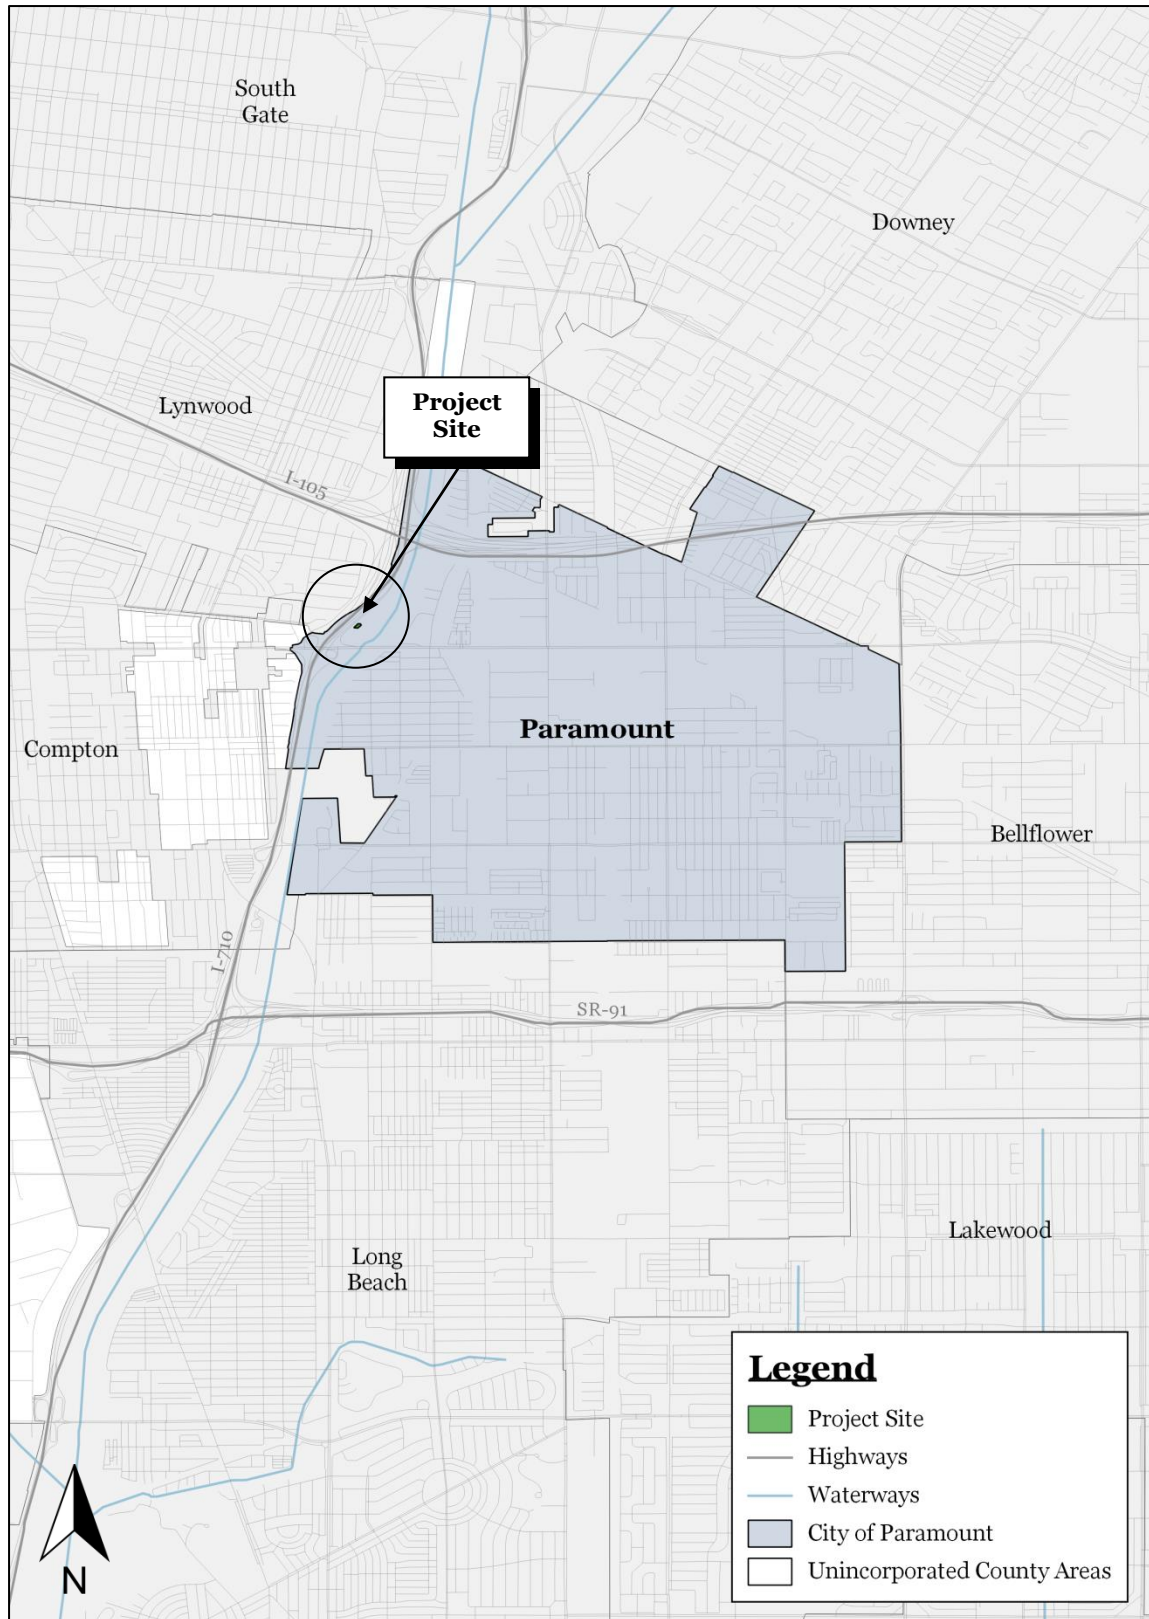 South
Gate
Downey
Lynwood
Project
Site
I-105
Paramount
Compton
Bellflower
I-710
SR-91
Lakewood
Long
Beach
Legend
Project Site
Highways
Waterways
City of Paramount
Unincorporated County Areas
N